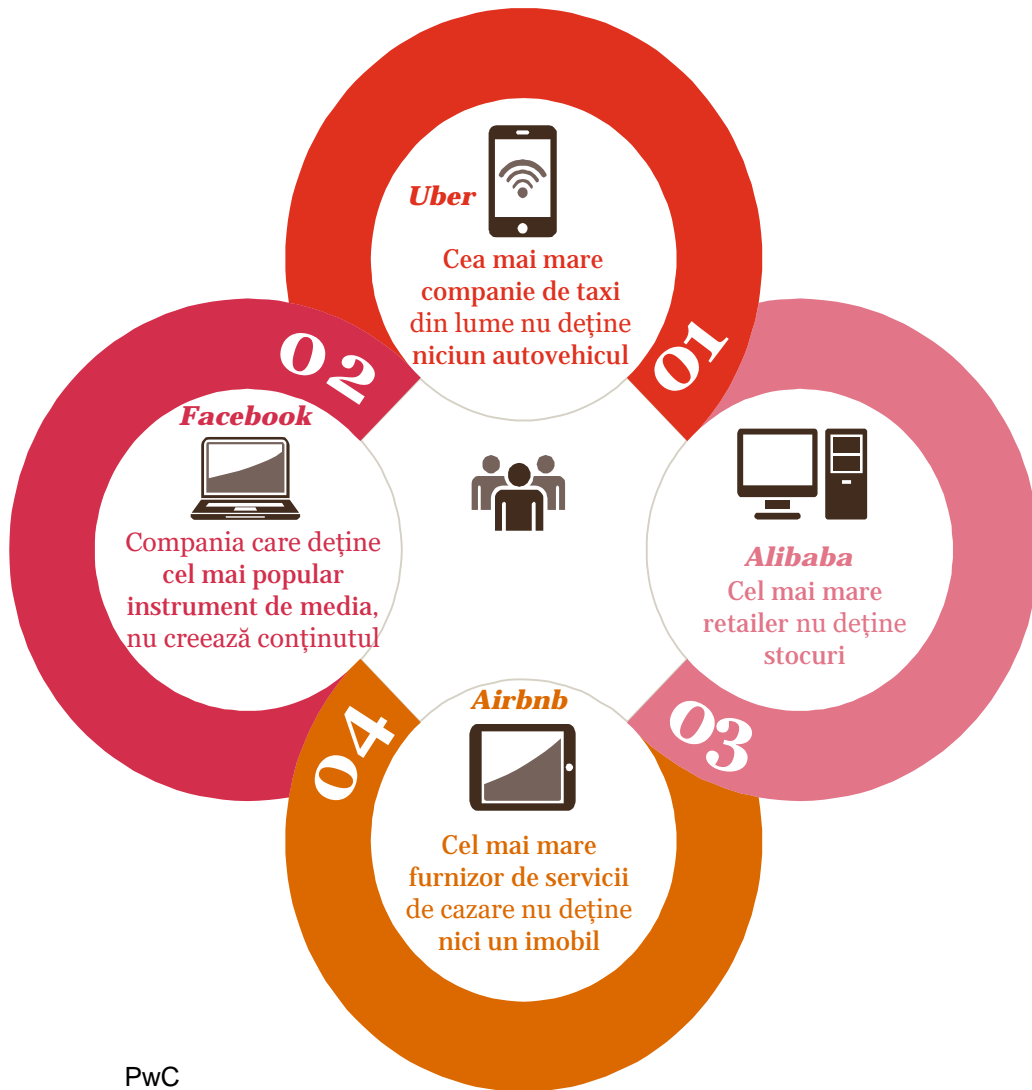 Uber
Cea mai mare
companie de taxi
din lume nu deține
niciun autovehicul
01
02
Facebook
Compania care deține
cel mai popular
instrument de media,
nu creează conținutul
Alibaba
Cel mai mare
retailer nu deține
stocuri
03
04
Airbnb
Cel mai mare
furnizor de servicii
de cazare nu deține
nici un imobil
PwC